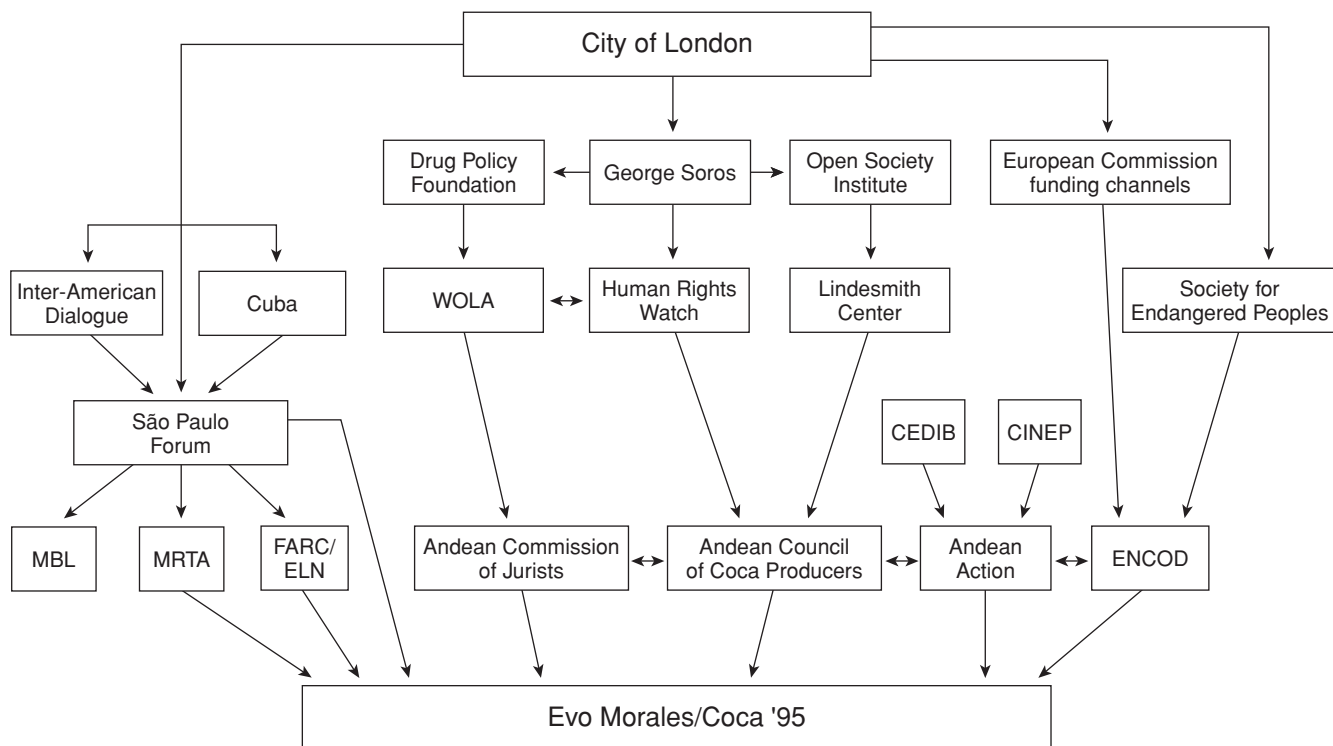 City of London
Drug Policy
Foundation
George Soros
Open Society
Institute
European Commission
funding channels
Inter-American
Dialogue
Cuba
WOLA
Human Rights
Watch
Lindesmith
Center
Society for
Endangered Peoples
São Paulo
Forum
CEDIB
CINEP
MBL
MRTA
FARC/
ELN
Andean Commission
of Jurists
Andean Council
of Coca Producers
Andean
Action
ENCOD
Evo Morales/Coca '95